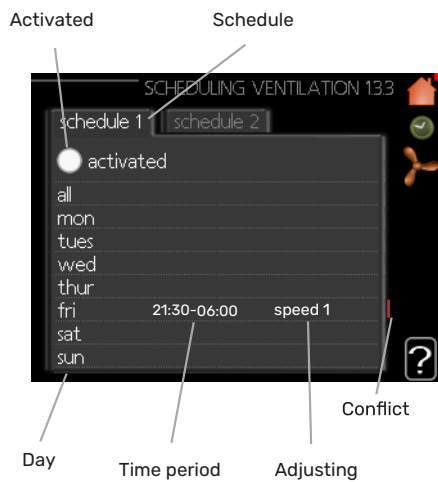 Activated Schedule
SCHEDULING VENTILATION 1.3.3
schedule 1 schedule 2
activated
all
mon
tues
wed
thur
fri 21:30-06:00 speed 1
sat
sun
?
Conflict
Day
Time period Adjusting